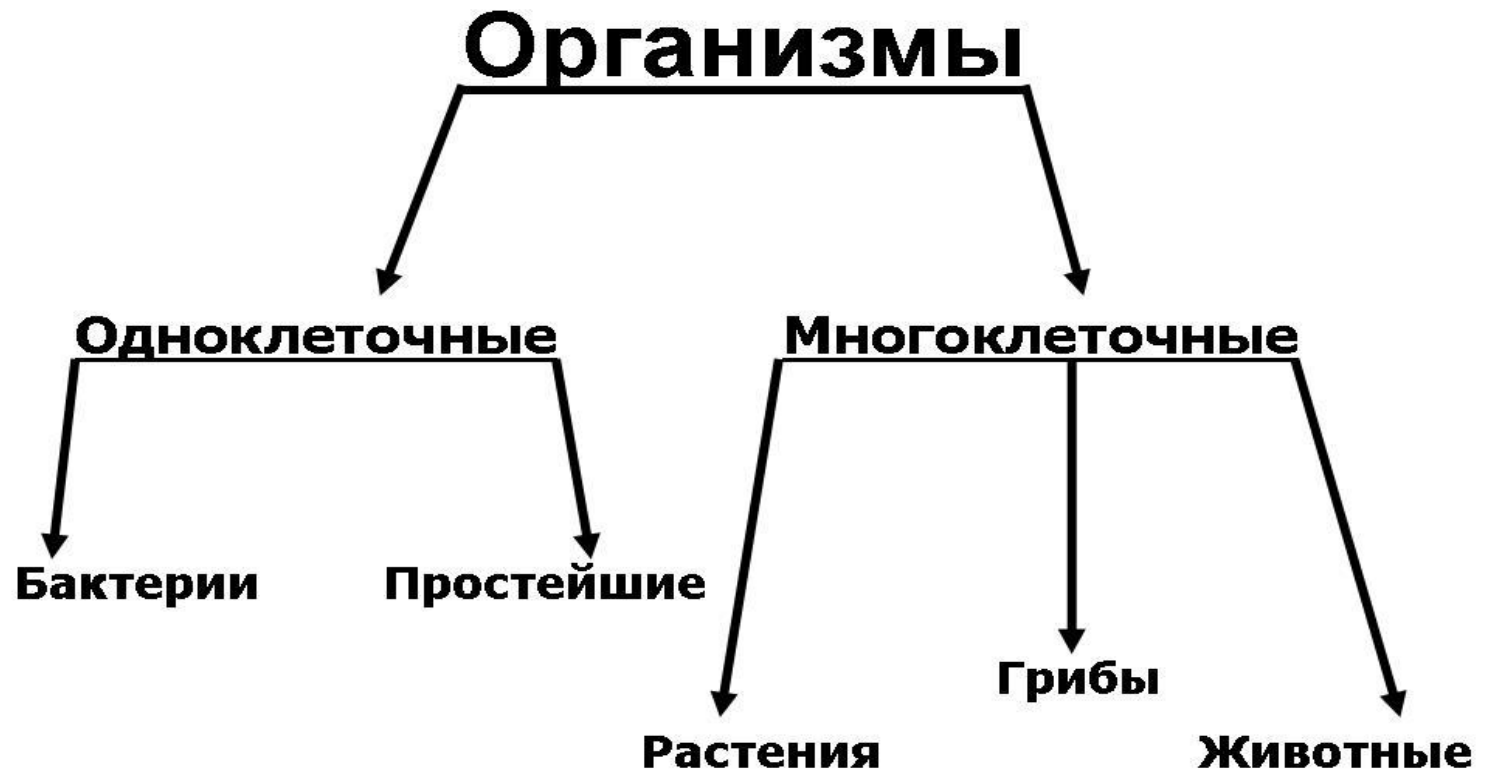 Организмы
Одноклеточные
Многоклеточные
Бактерии
Простейшие
Грибы
Растения
Животные